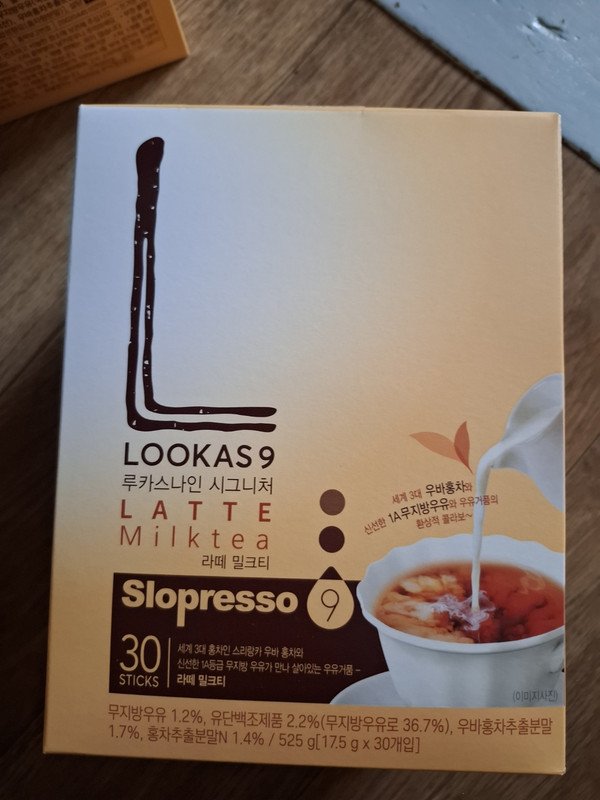 LOOKAS 9
루카스나인 시그니처
LATTE
Milktea
라떼 밀크티
세계 3대 우바홍차와
신선한 1A무지방우유와 우유거품의
환상적 콜라보~
Slopresso 9
30
STICKS
세계 3대 홍차인 스리랑카 우바 홍차와
신선한 1A등급 무지방 우유가 만나 살아있는 우유거품 –
라떼 밀크티
(이미지사진)
무지방우유 1.2%, 유단백조제품 2.2%(무지방우유로 36.7%), 우바홍차추출분말
1.7%, 홍차추출분말N 1.4% / 525 g[17.5 g x 30개입]